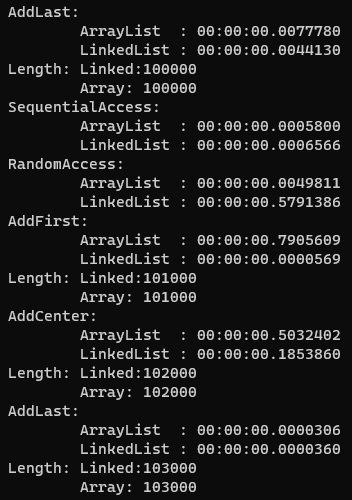 AddLast:
ArrayList  : 00:00:00.0077780
LinkedList : 00:00:00.0044130
Length: Linked:100000
Array: 100000
SequentialAccess:
ArrayList  : 00:00:00.0005800
LinkedList : 00:00:00.0006566
RandomAccess:
ArrayList  : 00:00:00.0049811
LinkedList : 00:00:00.5791386
AddFirst:
ArrayList  : 00:00:00.7905609
LinkedList : 00:00:00.0000569
Length: Linked:101000
Array: 101000
AddCenter:
ArrayList  : 00:00:00.5032402
LinkedList : 00:00:00.1853860
Length: Linked:102000
Array: 102000
AddLast:
ArrayList  : 00:00:00.0000306
LinkedList : 00:00:00.0000360
Length: Linked:103000
Array: 103000